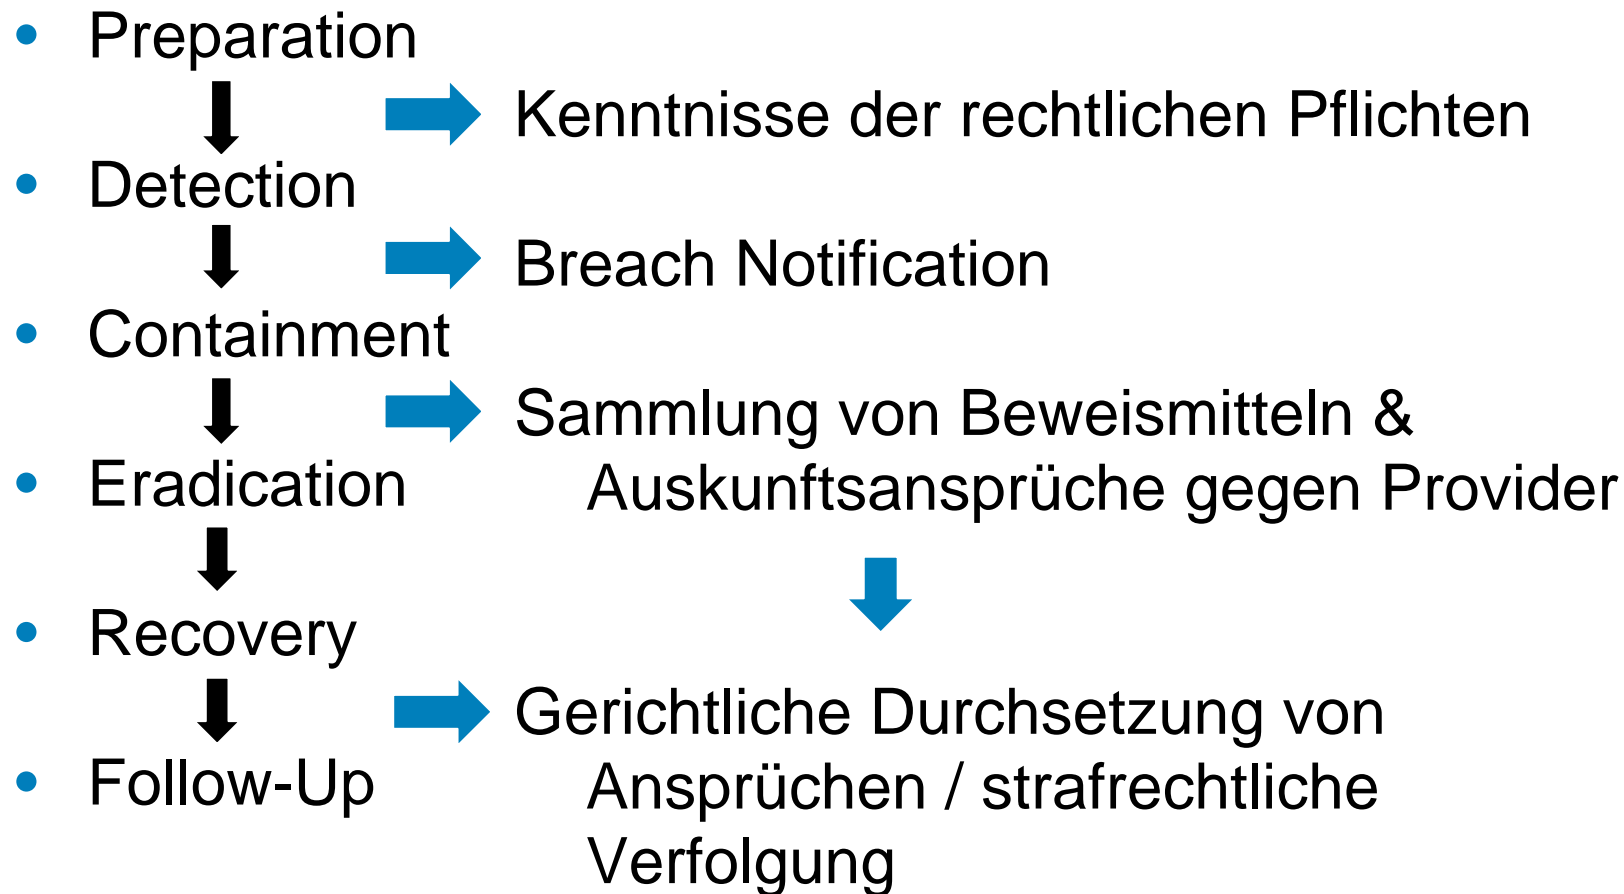 • Preparation
Kenntnisse der rechtlichen Pflichten
• Detection
Breach Notification
• Containment
Sammlung von Beweismitteln &
• Eradication
Auskunftsansprüche gegen Provider
• Recovery
Gerichtliche Durchsetzung von
• Follow-Up
Ansprüchen / strafrechtliche
Verfolgung